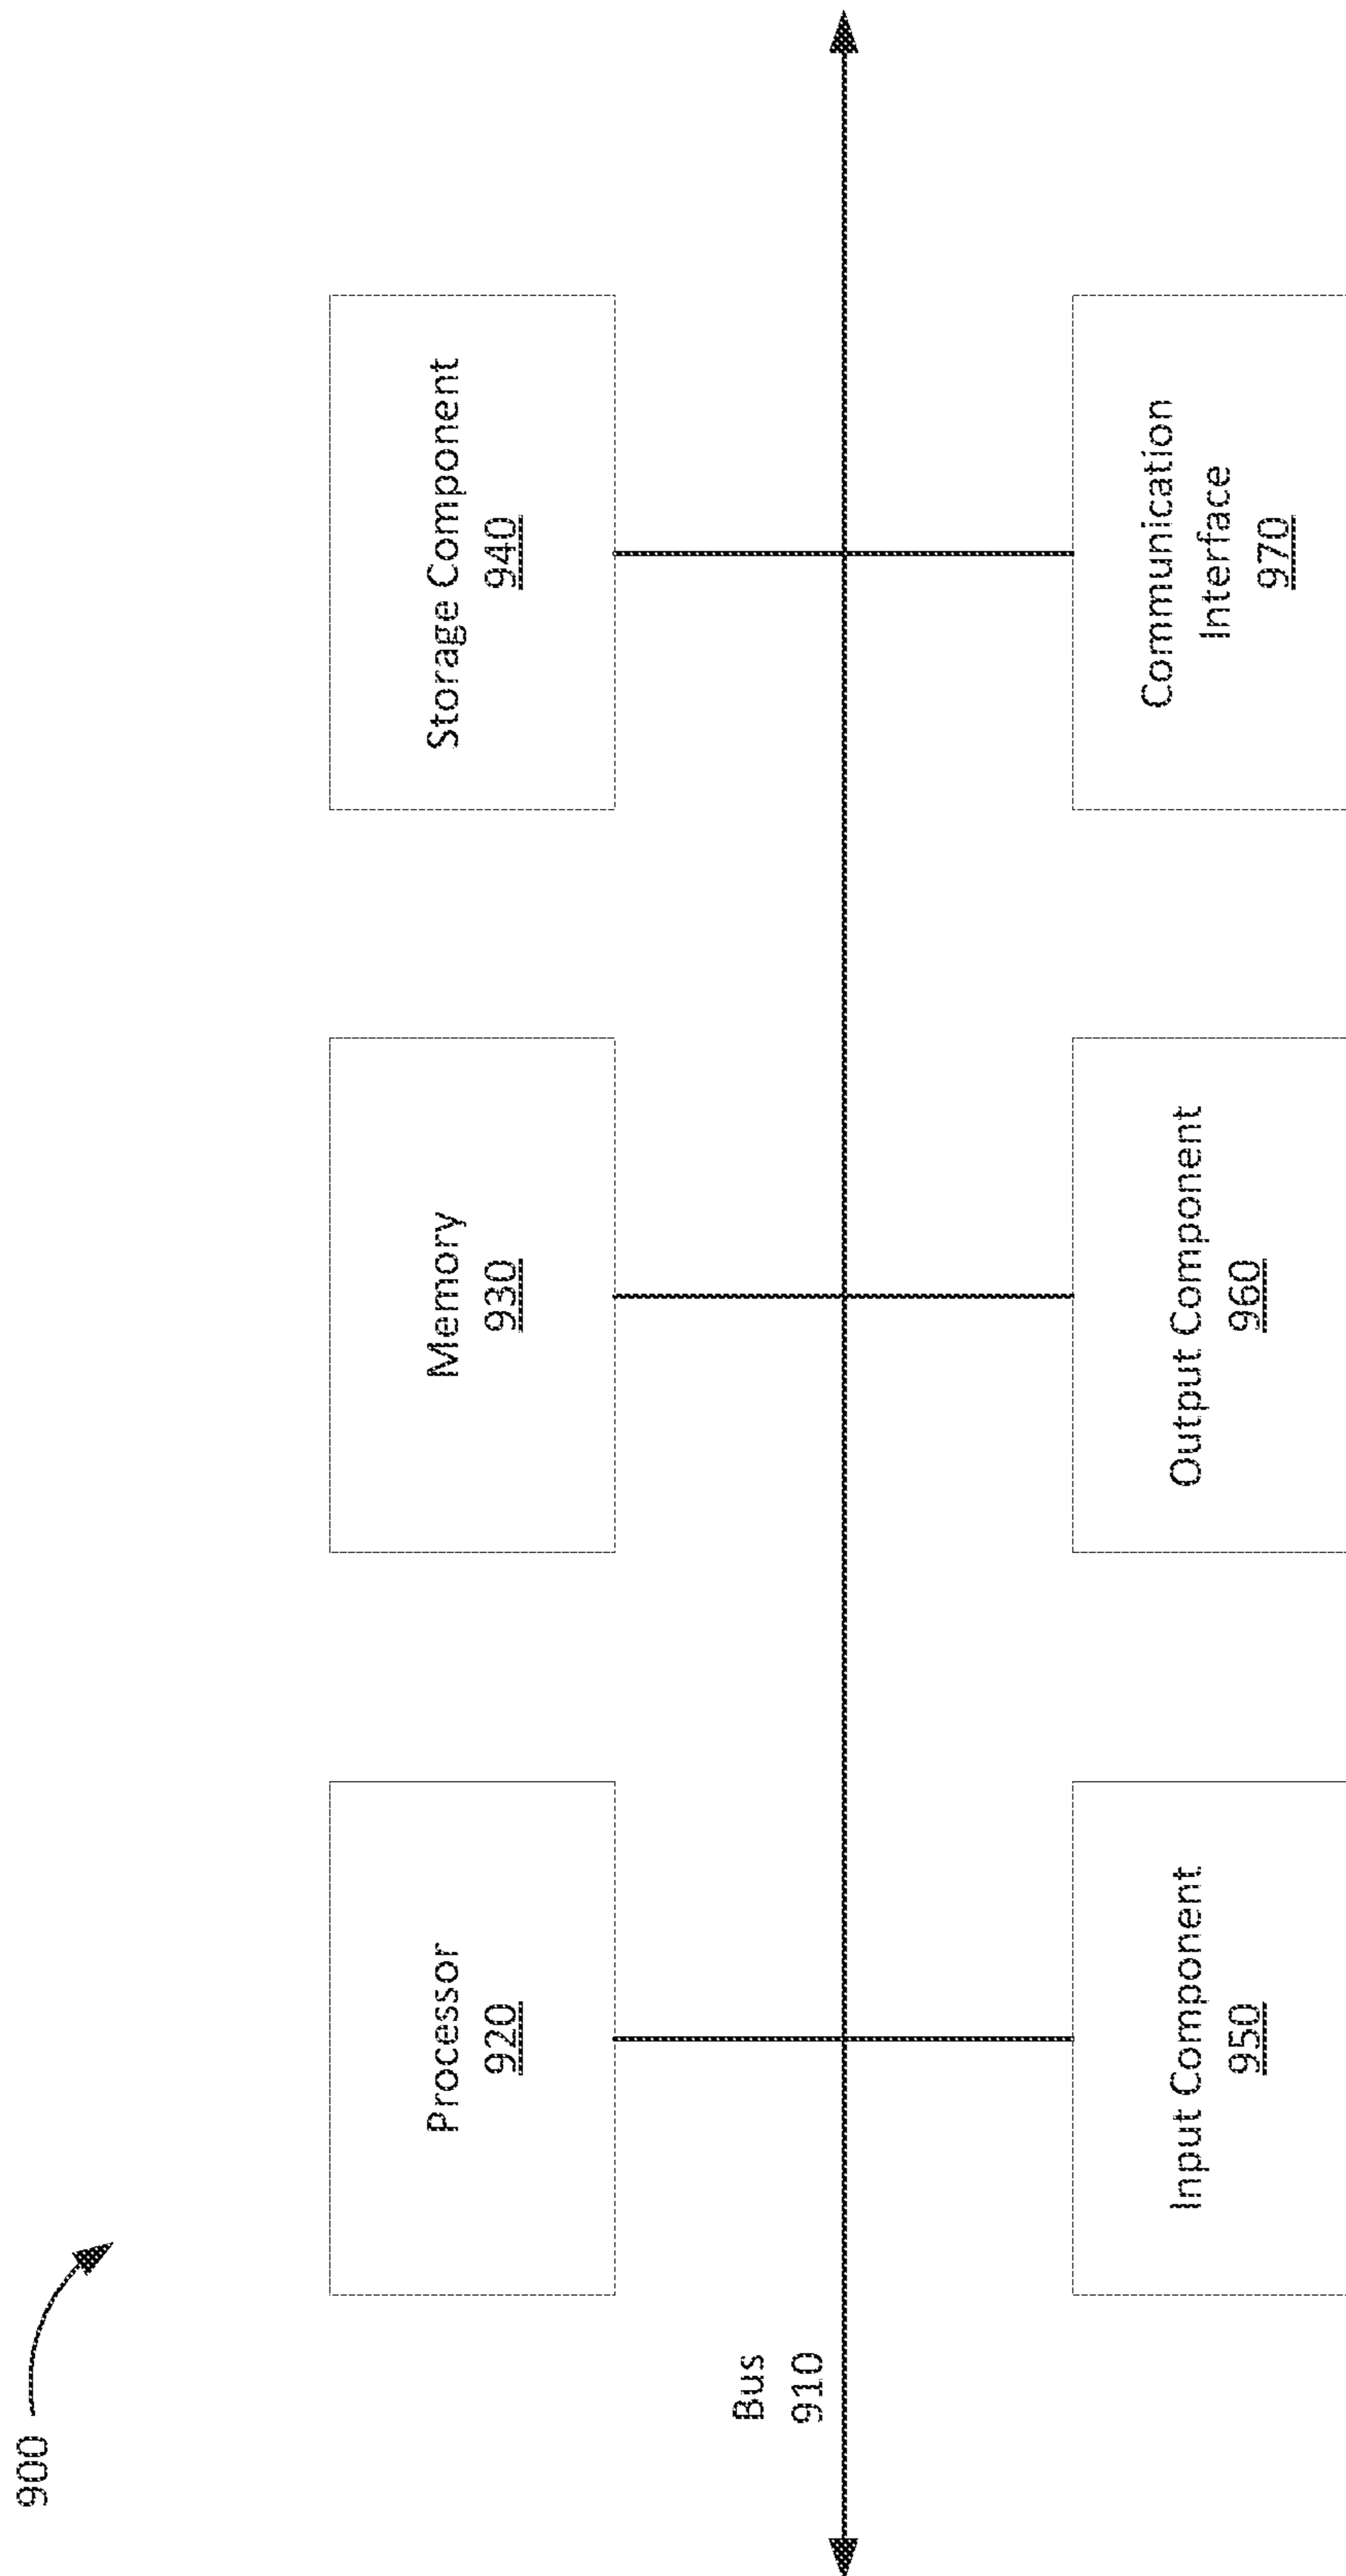 900
Processor
920
Memory
930
Storage Component
940
Bus
910
Input Component
950
Output Component
960
Communication
Interface
970